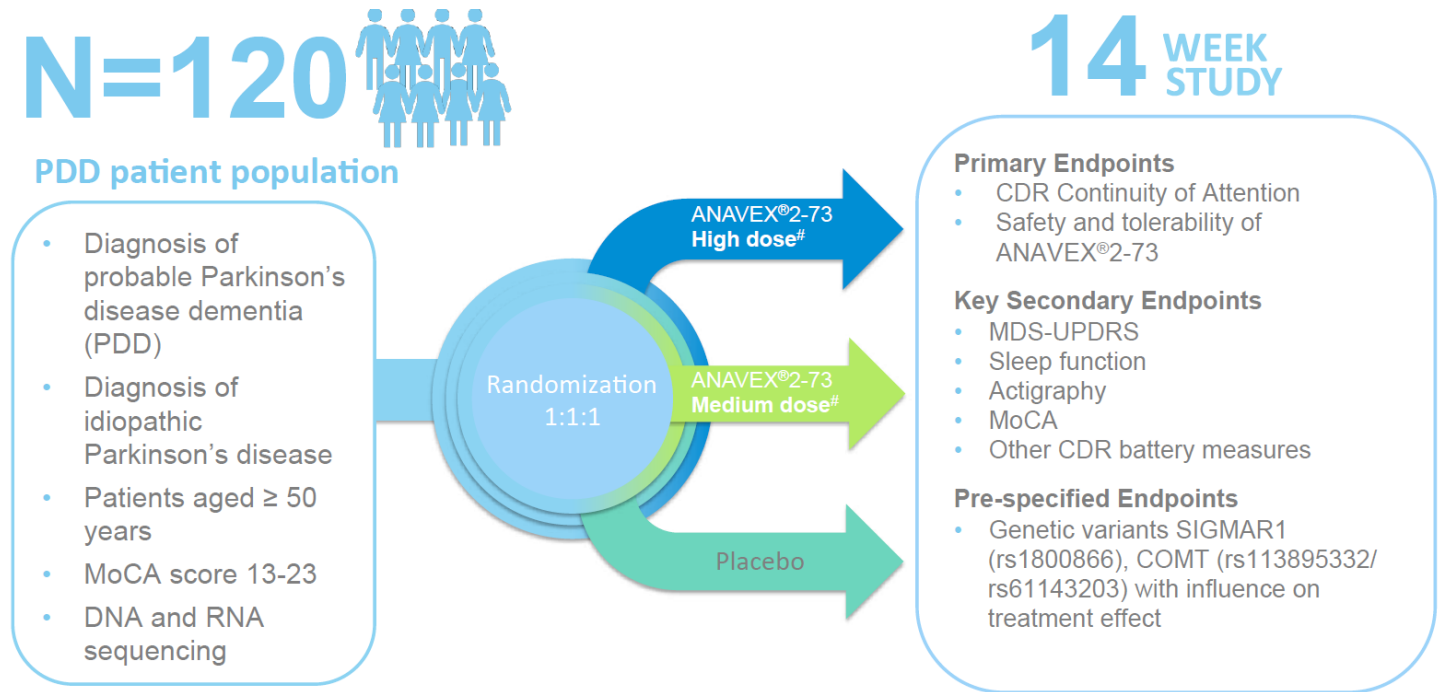 N=120
PDD patient population
• Diagnosis of
probable Parkinson’s
disease dementia
(PDD)
• Diagnosis of
idiopathic
Parkinson’s disease
• Patients aged ≥ 50
years
• MoCA score 13-23
• DNA and RNA
sequencing
Randomization
1:1:1
ANAVEX®2-73
High dose#
ANAVEX®2-73
Medium dose#
Placebo
14 WEEK
STUDY
Primary Endpoints
• CDR Continuity of Attention
• Safety and tolerability of
ANAVEX®2-73
Key Secondary Endpoints
• MDS-UPDRS
• Sleep function
• Actigraphy
• MoCA
• Other CDR battery measures
Pre-specified Endpoints
• Genetic variants SIGMAR1
(rs1800866), COMT (rs113895332/
rs61143203) with influence on
treatment effect